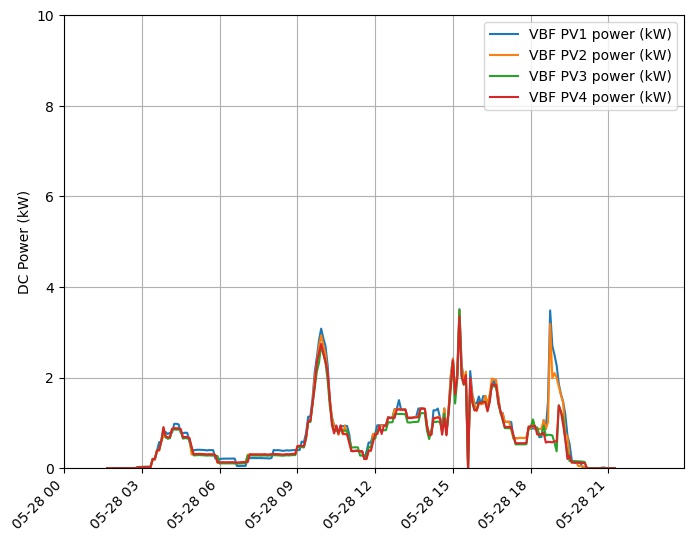 10
8
6
4
2
0
DC Power (kW)
VBF PV1 power (kW)
VBF PV2 power (kW)
VBF PV3 power (kW)
VBF PV4 power (kW)
05-28 00
05-28 03
05-28 06
05-28 09
05-28 12
05-28 15
05-28 18
05-28 21